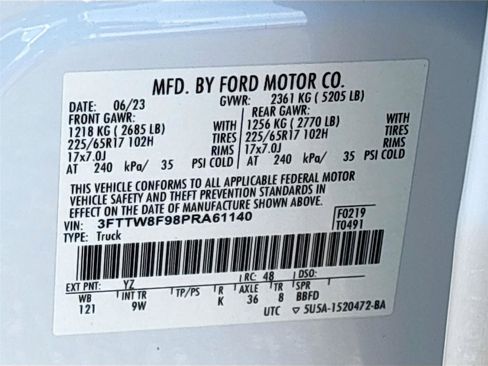 MFD. BY FORD MOTOR CO.
DATE: 06/23 GVWR: 2361 KG ( 5205 LB)
FRONT GAWR: REAR GAWR:
1218 KG ( 2685 LB) WITH 1256 KG ( 2770 LB) WITH
225/65R17 102H TIRES 225/65R17 102H TIRES
17x7.0J RIMS 17x7.0J RIMS
AT 240 kPa/ 35 PSI COLD AT 240 kPa/ 35 PSI COLD
THIS VEHICLE CONFORMS TO ALL APPLICABLE FEDERAL MOTOR
VEHICLE SAFETY AND THEFT PREVENTION STANDARDS IN
EFFECT ON THE DATE OF MANUFACTURE SHOWN ABOVE.
VIN: 3FTTW8F98PRA61140 F0219
TYPE: Truck T0491
EXT PNT: YZ RC: 48 DSO:
WB INT TR TP/PS R AXLE TR SPR
121 9W K 36 8 BBFD
UTC 5U5A-1520472-BA